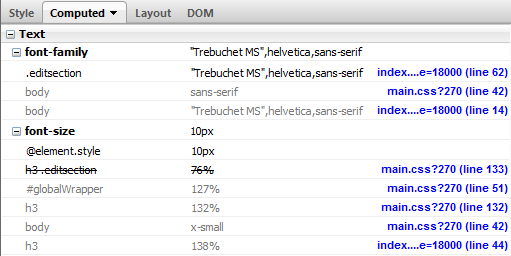 Style Computed Layout DOM
Text
font-family "Trebuchet MS",helvetica,sans-serif
.editsection "Trebuchet MS",helvetica,sans-serif index....e=18000 (line 62)
body sans-serif main.css?270 (line 42)
body "Trebuchet MS",helvetica,sans-serif index....e=18000 (line 14)
font-size 10px
@element.style 10px
h3 .editsection 76% main.css?270 (line 133)
#globalWrapper 127% main.css?270 (line 51)
h3 132% main.css?270 (line 132)
body x-small main.css?270 (line 42)
h3 138% index....e=18000 (line 44)